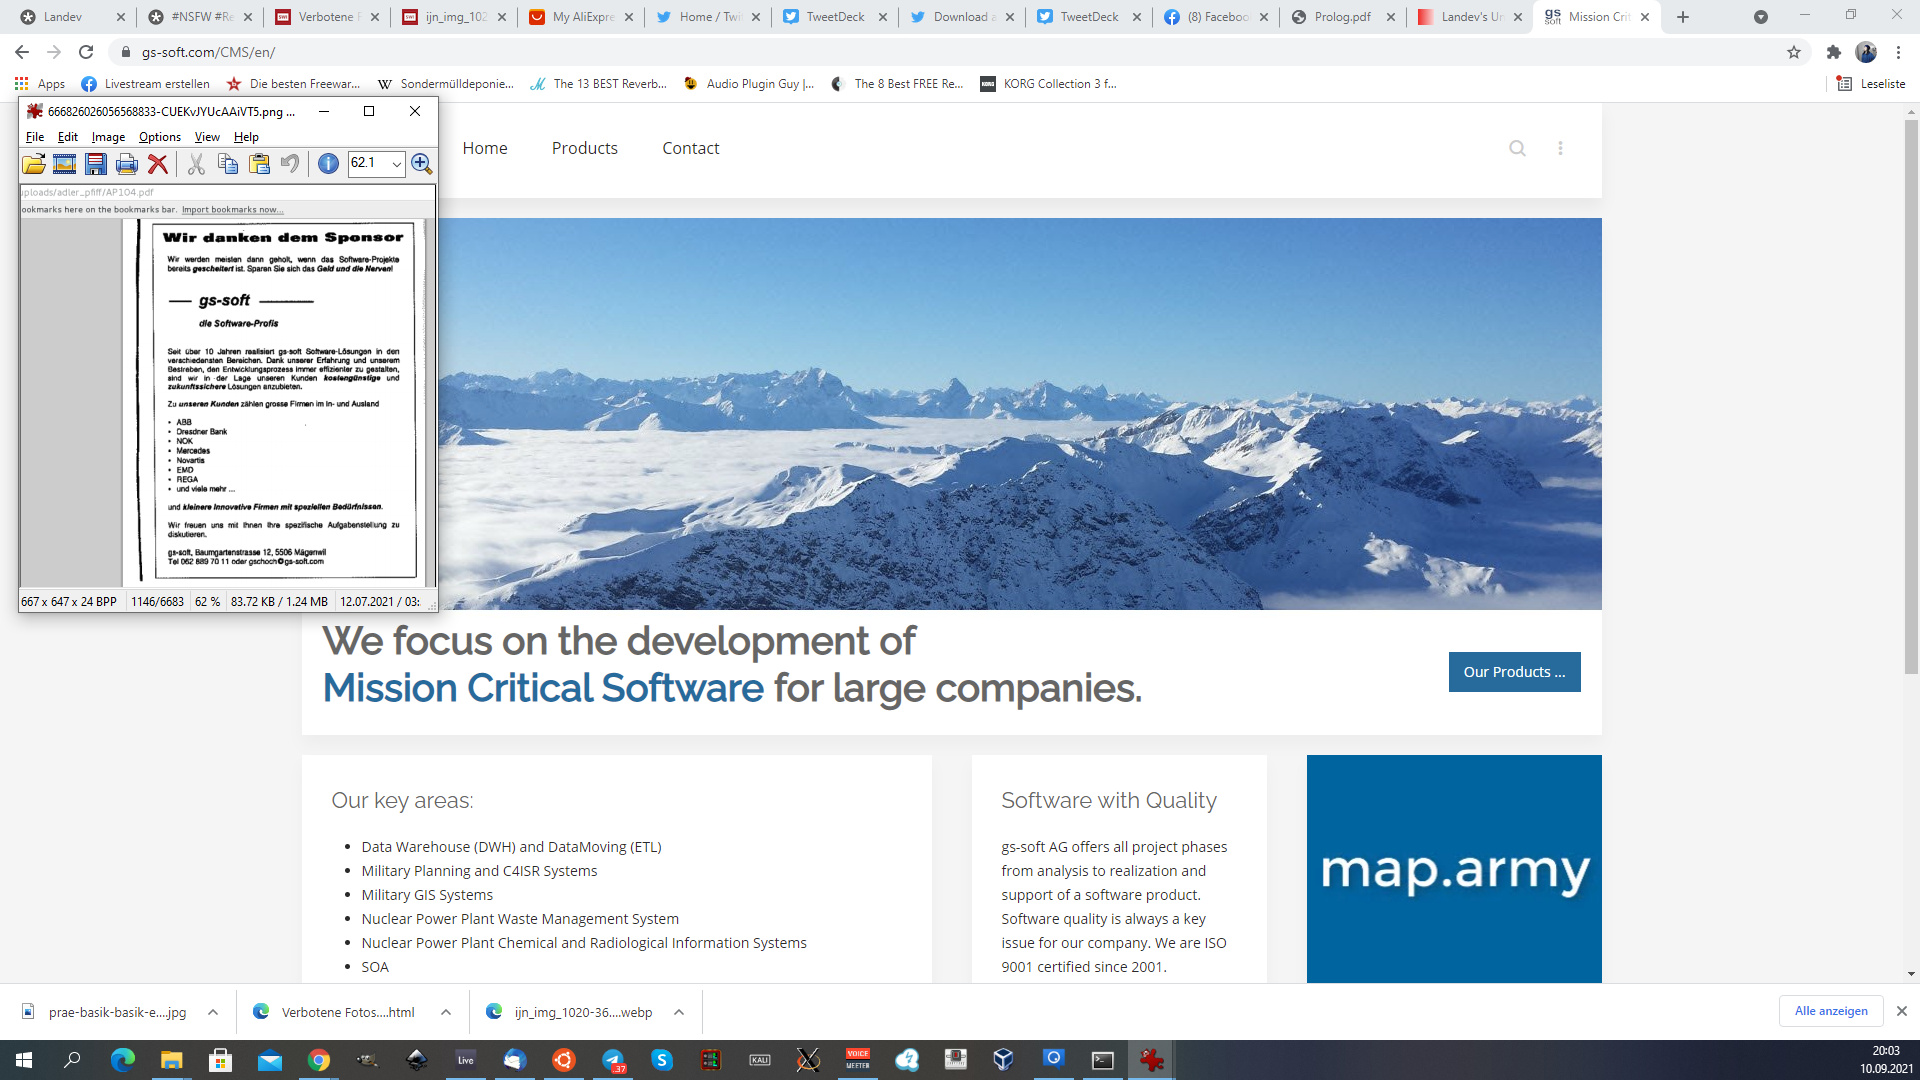 Landev
#NSFW #Re
Verbotene F
ijn_img_102
My AliExpre
Home / Twi
TweetDeck
Download a
TweetDeck
(8) Faceboo
Prolog.pdf
Landev's Un
Mission Crit
gs-soft.com/CMS/en/
Apps
Livestream erstellen
Die besten Freewar...
Sondermülldeponie...
The 13 BEST Reverb...
Audio Plugin Guy |...
The 8 Best FREE Re...
KORG Collection 3 f...
Leseliste
666826026056568833-CUEKvJYUcAAiVT5.png ...
File Edit Image Options View Help
62.1
uploads/adler_pfiff/AP104.pdf
ookmarks here on the bookmarks bar. Import bookmarks now...
Wir danken dem Sponsor
Wir werden meisten dann geholt, wenn das Software-Projekte
bereits gescheitert ist. Sparen Sie sich das Geld und die Nerven!
gs-soft
die Software-Profis
Seit über 10 Jahren realisiert gs-soft Software-Lösungen in den
verschiedensten Bereichen. Dank unserer Erfahrung und unserem
Bestreben, den Entwicklungsprozess immer effizienter zu gestalten,
sind wir in der Lage unseren Kunden kostengünstige und
zukunftssichere Lösungen anzubieten.
Zu unseren Kunden zählen grosse Firmen im In- und Ausland
• ABB
• Dresdner Bank
• NOK
• Mercedes
• Novartis
• EMD
• REGA
• und viele mehr ...
und kleinere innovative Firmen mit speziellen Bedürfnissen.
Wir freuen uns mit Ihnen Ihre spezifische Aufgabenstellung zu
diskutieren.
gs-soft, Baumgartenstrasse 12, 5506 Mägenwil
Tel 062 889 70 11 oder gschoch@gs-soft.com
667 x 647 x 24 BPP 1146/6683 62 % 83.72 KB / 1.24 MB 12.07.2021 / 03:
Home Products Contact
We focus on the development of
Mission Critical Software for large companies.
Our Products ...
Our key areas:
• Data Warehouse (DWH) and DataMoving (ETL)
• Military Planning and C4ISR Systems
• Military GIS Systems
• Nuclear Power Plant Waste Management System
• Nuclear Power Plant Chemical and Radiological Information Systems
• SOA
Software with Quality
gs-soft AG offers all project phases
from analysis to realization and
support of a software product.
Software quality is always a key
issue for our company. We are ISO
9001 certified since 2001.
map.army
prae-basik-basik-e....jpg
Verbotene Fotos....html
ijn_img_1020-36....webp
Alle anzeigen
Live
.37
KALI
VOICE
MEETER
20:03
10.09.2021